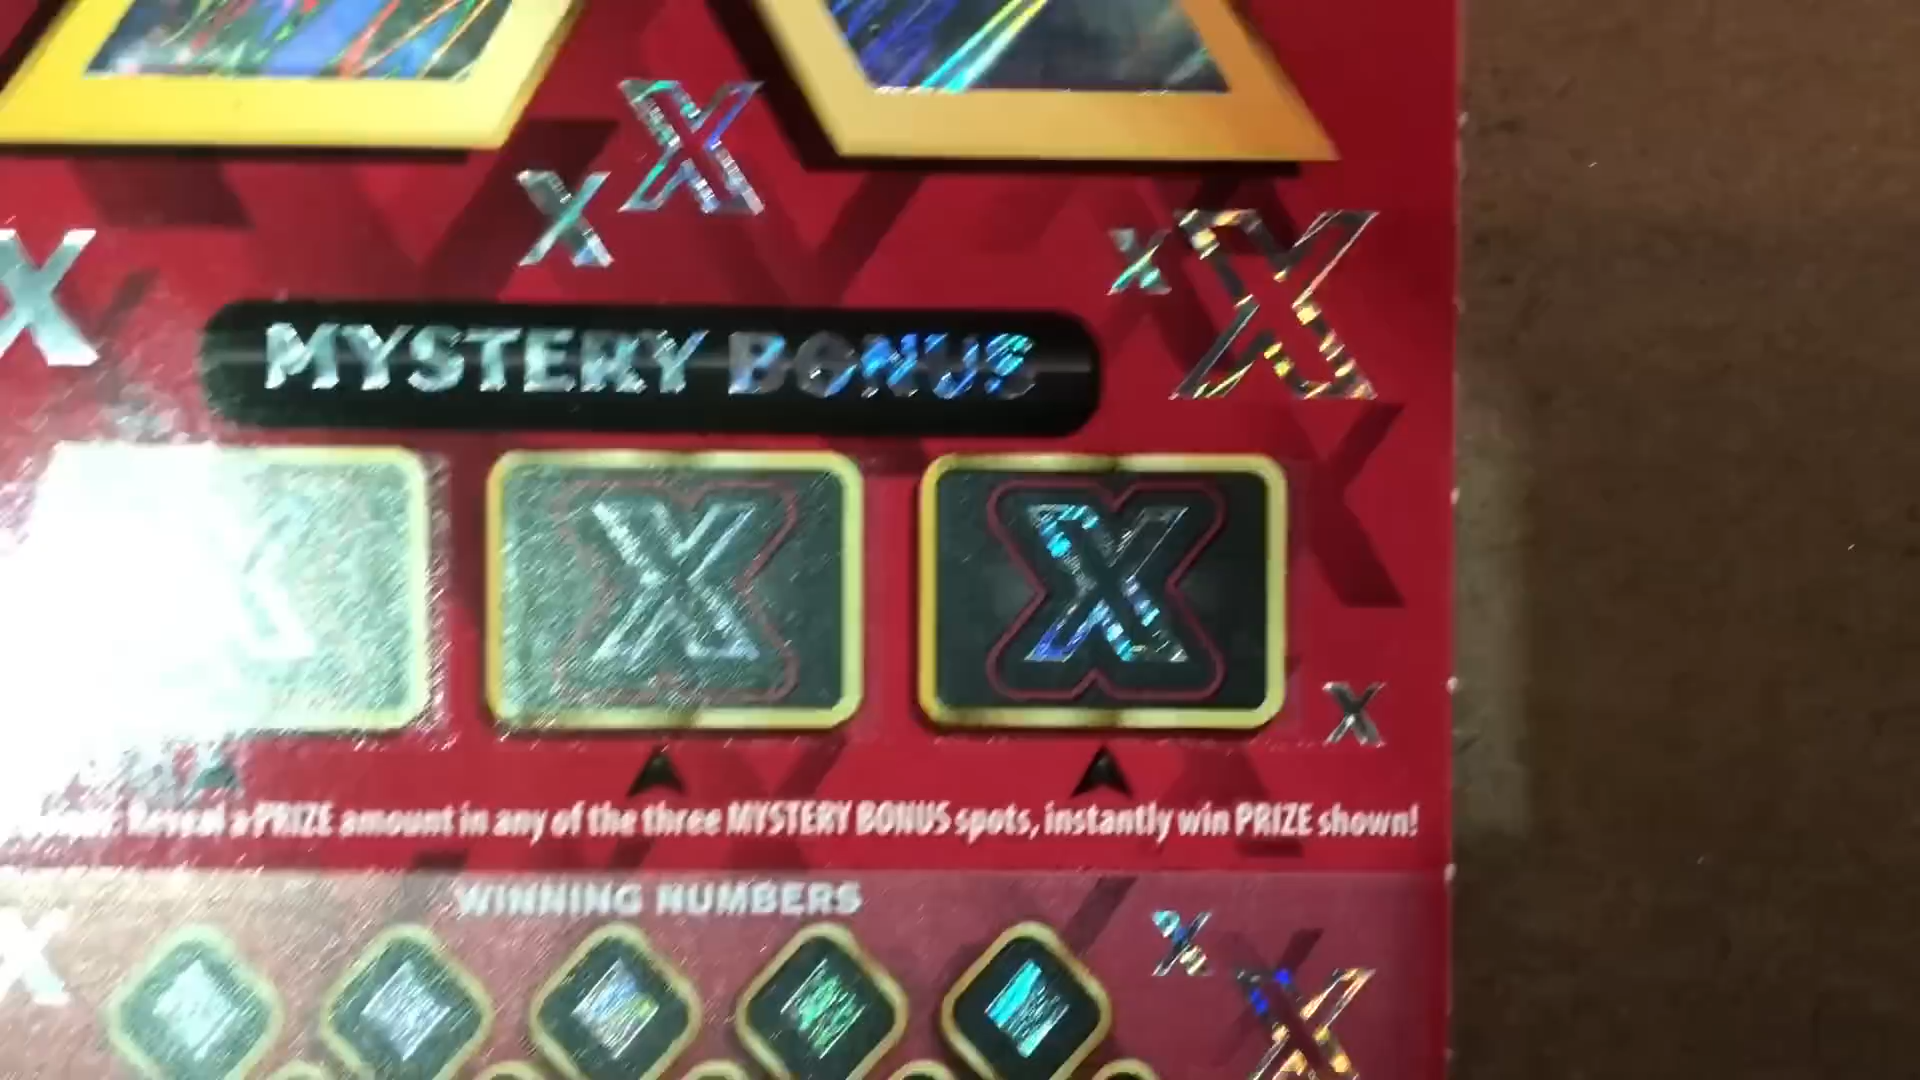 X
X
X X
X
MYSTERY BONUS
X X X
X
Reveal a PRIZE amount in any of the three MYSTERY BONUS spots, instantly win PRIZE shown!
WINNING NUMBERS
X X X